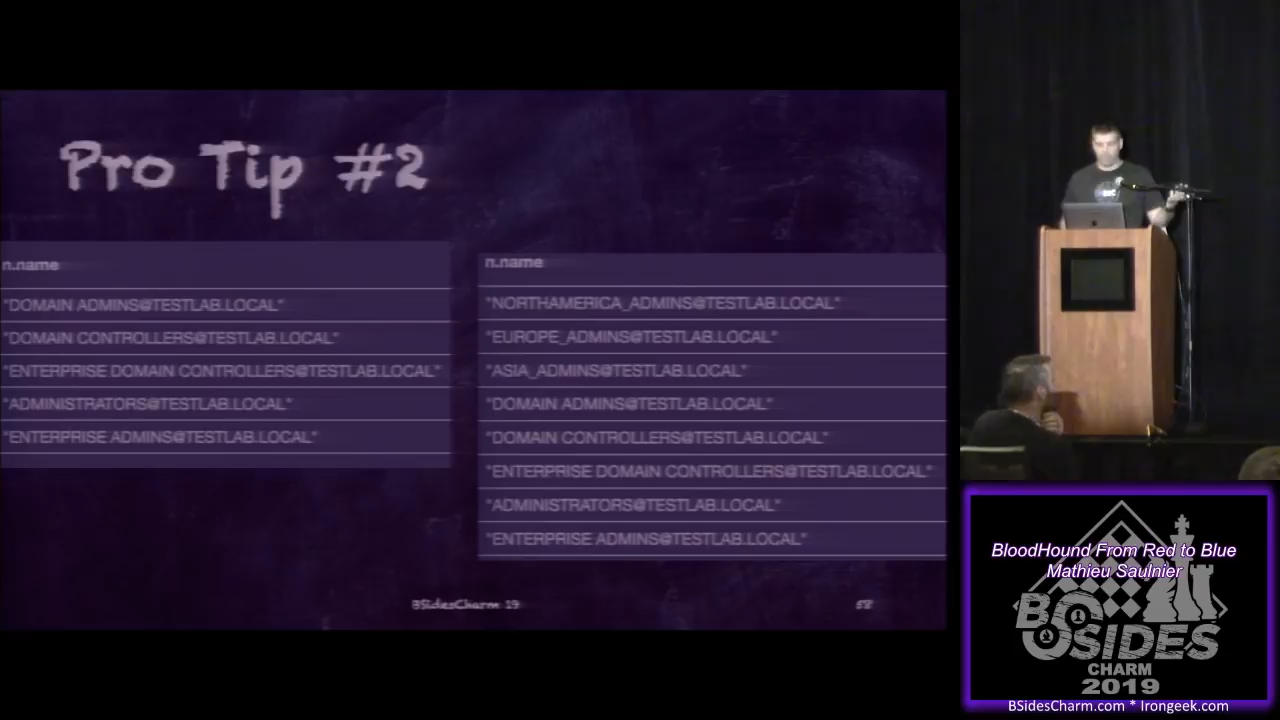 Pro Tip #2
n.name
"DOMAIN ADMINS@TESTLAB.LOCAL"
"DOMAIN CONTROLLERS@TESTLAB.LOCAL"
"ENTERPRISE DOMAIN CONTROLLERS@TESTLAB.LOCAL"
"ADMINISTRATORS@TESTLAB.LOCAL"
"ENTERPRISE ADMINS@TESTLAB.LOCAL"
n.name
"NORTHAMERICA_ADMINS@TESTLAB.LOCAL"
"EUROPE_ADMINS@TESTLAB.LOCAL"
"ASIA_ADMINS@TESTLAB.LOCAL"
"DOMAIN ADMINS@TESTLAB.LOCAL"
"DOMAIN CONTROLLERS@TESTLAB.LOCAL"
"ENTERPRISE DOMAIN CONTROLLERS@TESTLAB.LOCAL"
"ADMINISTRATORS@TESTLAB.LOCAL"
"ENTERPRISE ADMINS@TESTLAB.LOCAL"
BSidesCharm 19
BloodHound From Red to Blue
Mathieu Saulnier
BSIDES
CHARM
2019
BSidesCharm.com * Irongeek.com